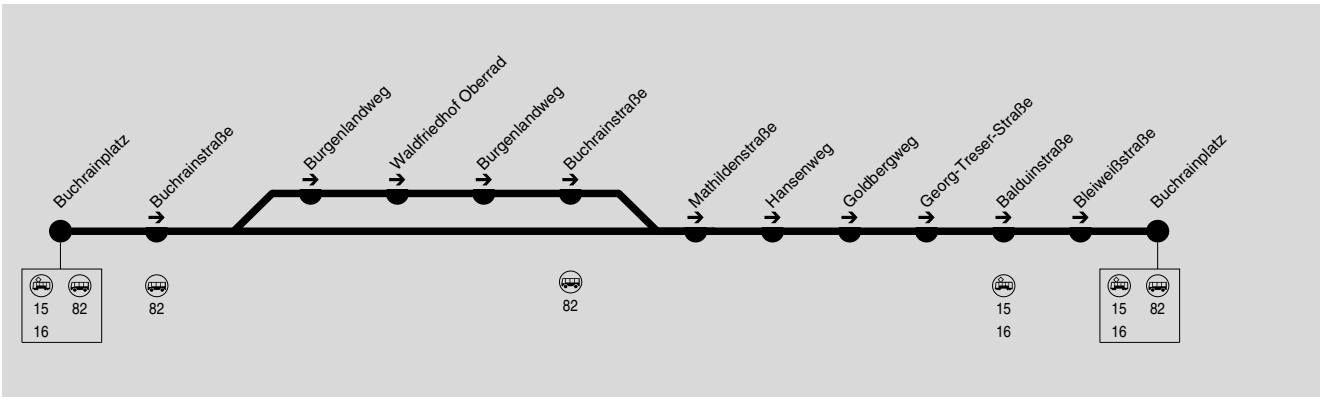 Buchrainplatz
Buchrainstraße
Burgenlandweg
Waldfriedhof Oberrad
Burgenlandweg
Buchrainstraße
Mathildenstraße
Hansenweg
Goldbergweg
Georg-Treser-Straße
Balduinstraße
Bleiweißstraße
Buchrainplatz
15 82
16
82
82
15
16
15 82
16